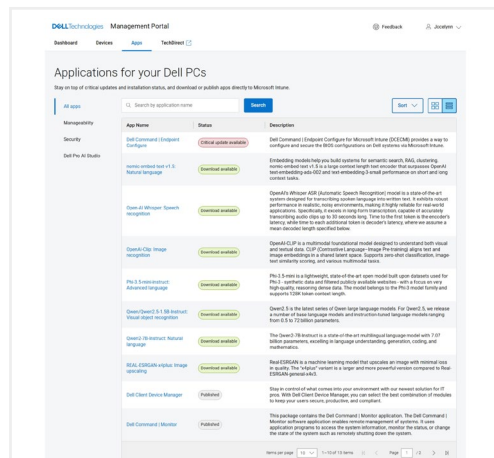 DELLTechnologies Management Portal
Feedback
Jocelynn
Dashboard Devices Apps TechDirect
Applications for your Dell PCs
Stay on top of critical updates and installation status, and download or publish apps directly to Microsoft Intune.
All apps
Manageability
Security
Dell Pro AI Studio
Search by application name
Search
Sort
App Name Status Description
Dell Command | Endpoint
Configure
Critical update available
Dell Command | Endpoint Configure for Microsoft Intune (DCECMI) provides a way to
configure and secure the BIOS configurations on Dell systems via Microsoft Intune.
nomic-embed-text-v1.5:
Natural language
Download available
Embedding models help you build systems for semantic search, RAG, clustering.
nomic-embed-text-v1.5 is a large context length text encoder that surpasses OpenAI
text-embedding-ada-002 and text-embedding-3-small performance on short and long
context tasks.
Open AI Whisper: Speech
recognition
Download available
OpenAI's Whisper ASR (Automatic Speech Recognition) model is a state-of-the-art
system designed for transcribing spoken language into written text. It exhibits robust
performance in realistic, noisy environments, making it highly reliable for real-world
applications. Specifically, it excels in long-form transcription, capable of accurately
transcribing audio clips up to 30 seconds long. Time to the first token is the encoder's
latency, while time to each additional token is decoder's latency, where we assume a
mean decoded length specified below.
OpenAI-Clip: Image
recognition
Download available
OpenAI-CLIP is a multimodal foundational model designed to understand both visual
and textual data. CLIP (Contrastive Language–Image Pre-training) aligns text and
image embeddings in a shared latent space. Supports zero-shot classification, image-
text similarity scoring, and various multimodal tasks.
Phi-3.5-mini-instruct:
Advanced language
Download available
Phi-3.5-mini is a lightweight, state-of-the-art open model built upon datasets used for
Phi-3 - synthetic data and filtered publicly available websites - with a focus on very
high-quality, reasoning dense data. The model belongs to the Phi-3 model family and
supports 128K token context length.
Qwen/Qwen2.5-1.5B-Instruct:
Visual object recognition
Download available
Qwen2.5 is the latest series of Qwen large language models. For Qwen2.5, we release
a number of base language models and instruction-tuned language models ranging
from 0.5 to 72 billion parameters.
Qwen2-7B-Instruct: Natural
language
Download available
The Qwen2-7B-Instruct is a state-of-the-art multilingual language model with 7.07
billion parameters, excelling in language understanding, generation, coding, and
mathematics.
REAL-ESRGAN-x4plus: Image
upscaling
Download available
Real-ESRGAN is a machine learning model that upscales an image with minimal loss
in quality. The "x4plus" variant is a larger and more powerful version compared to Real-
ESRGAN-general-x4v3.
Dell Client Device Manager
Published
Stay in control of what comes into your environment with our newest solution for IT
pros. With Dell Client Device Manager, you can select the best combination of modules
to keep your users secure, productive, and compliant.
Dell Command | Monitor
Published
This package contains the Dell Command | Monitor application. The Dell Command |
Monitor software application enables remote management of systems. It uses
application programs to access the system information, monitor the status, or change
the state of the system such as remotely shutting down the system.
Items per page 10 1–10 of 14 items Page 1 /2